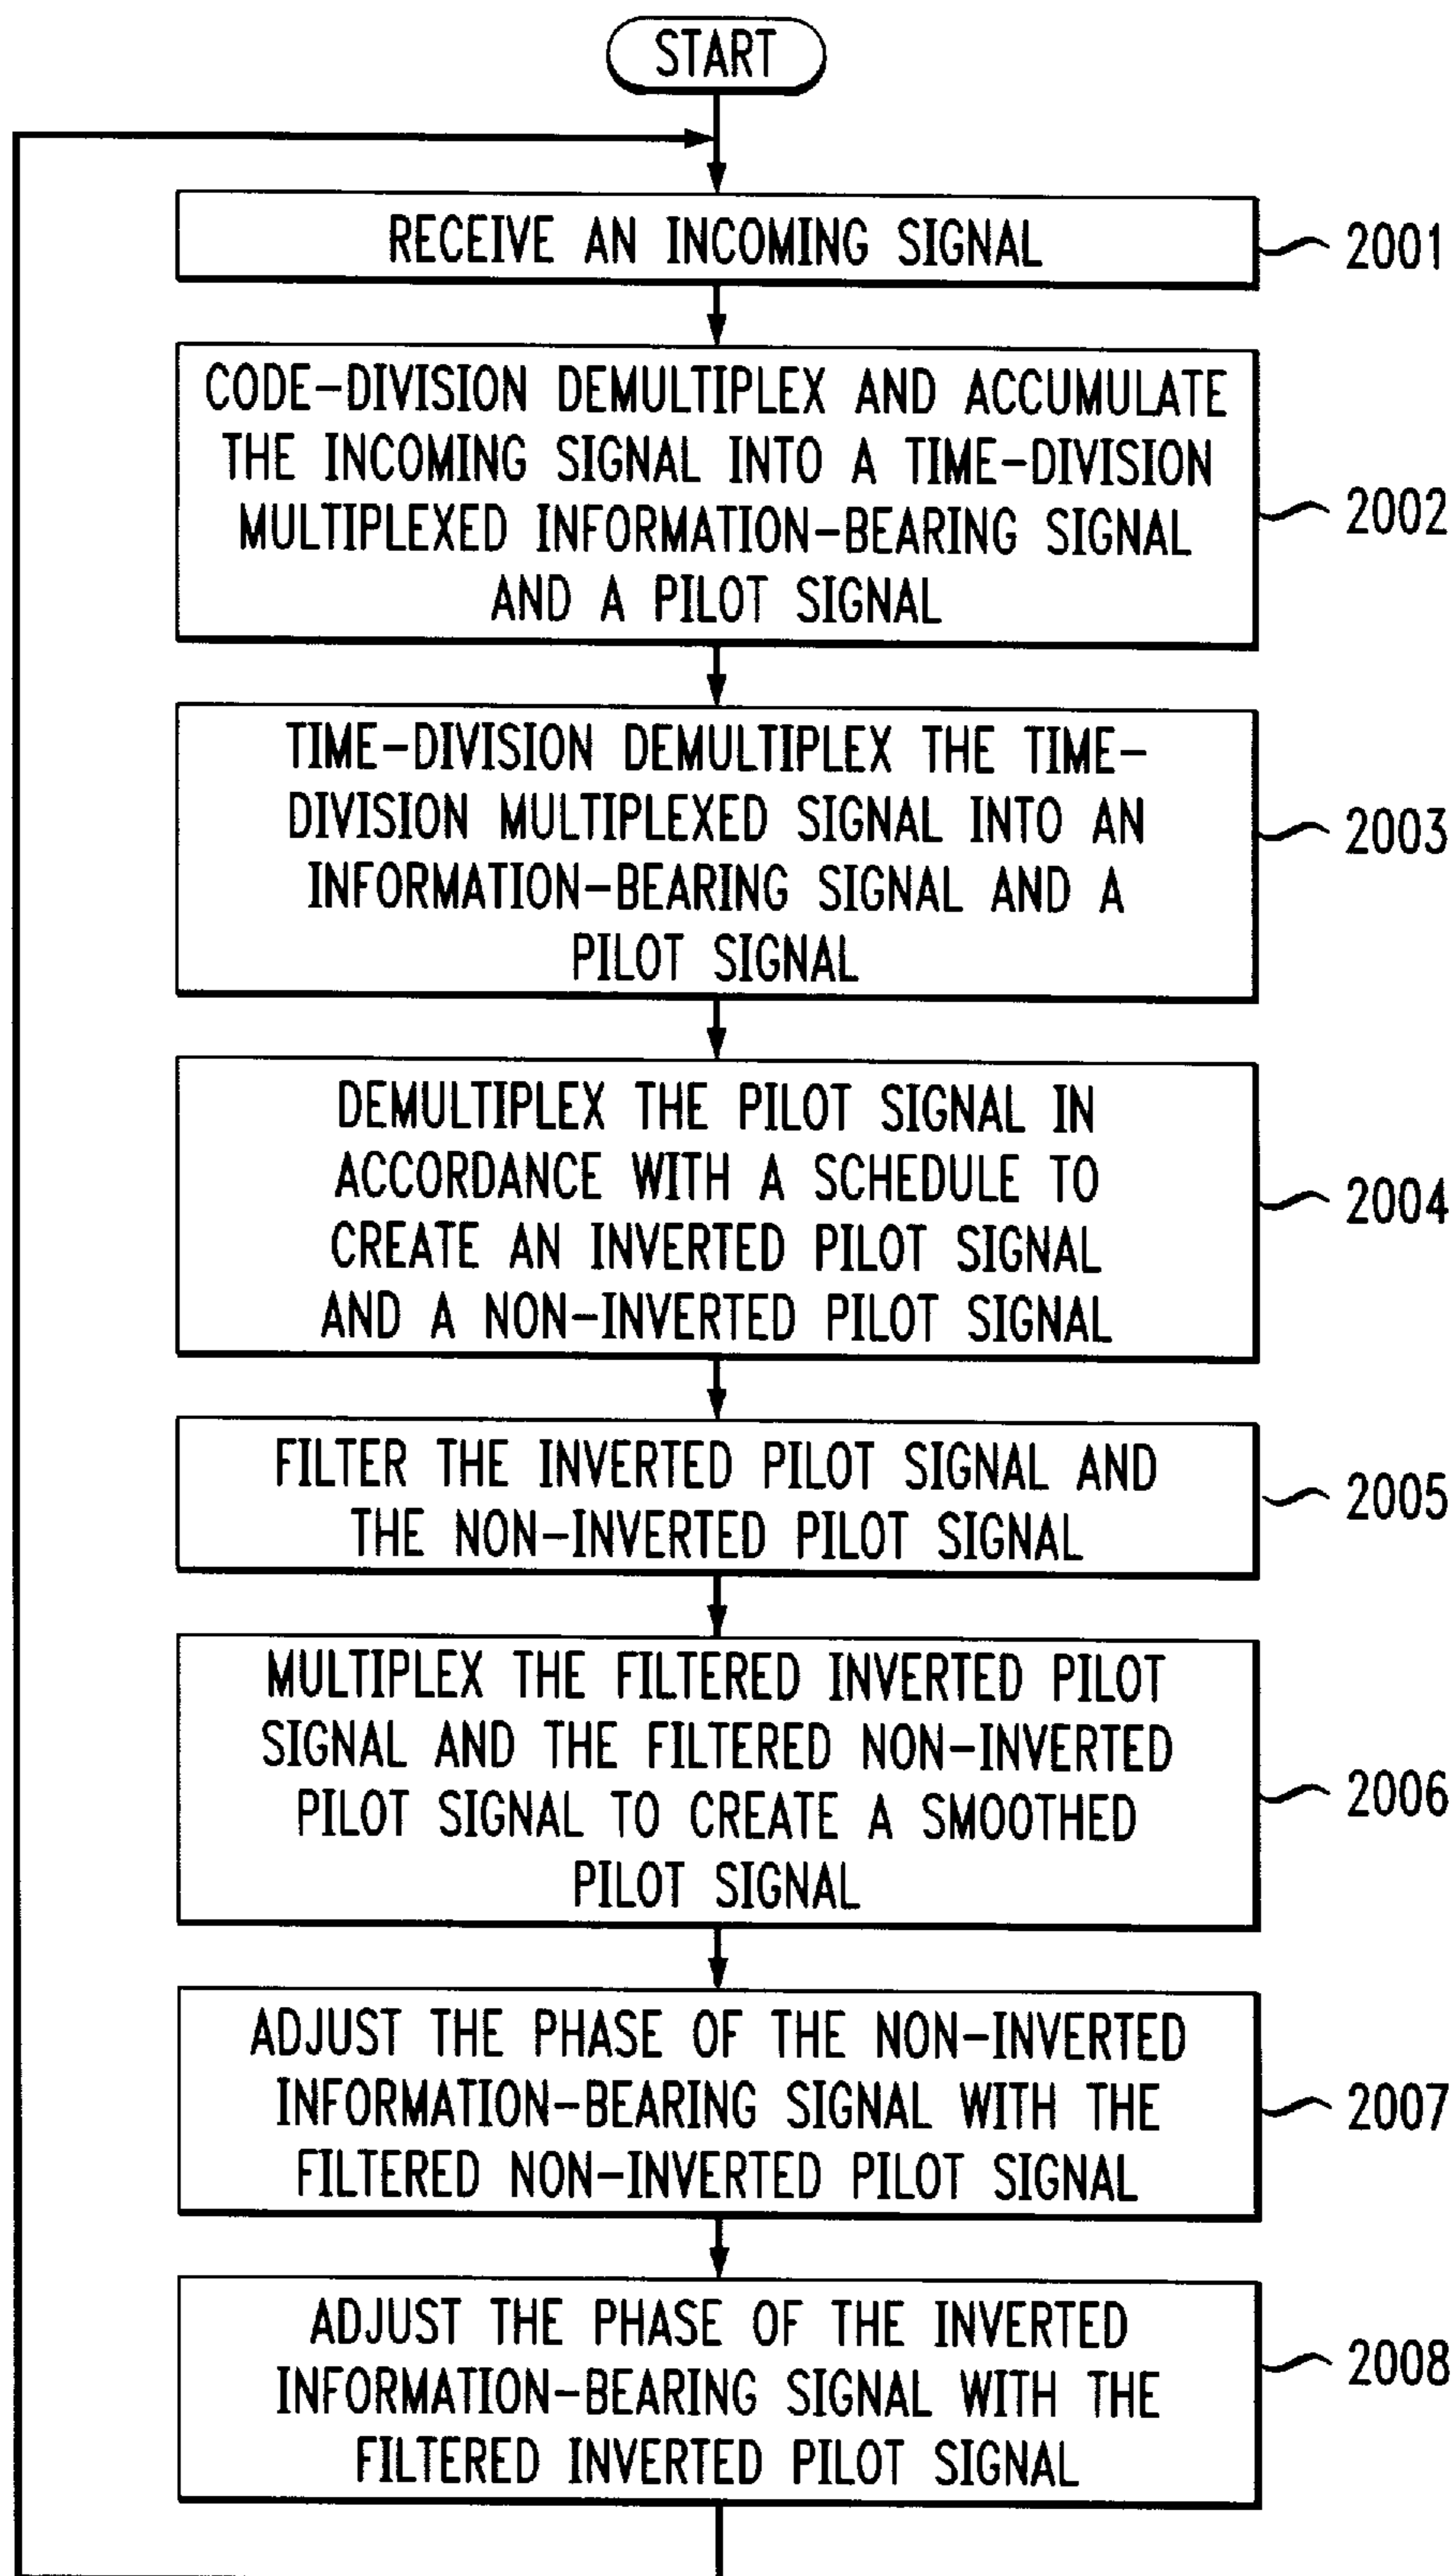 START
RECEIVE AN INCOMING SIGNAL
2001
CODE-DIVISION DEMULTIPLEX AND ACCUMULATE
THE INCOMING SIGNAL INTO A TIME-DIVISION
MULTIPLEXED INFORMATION-BEARING SIGNAL
AND A PILOT SIGNAL
2002
TIME-DIVISION DEMULTIPLEX THE TIME-
DIVISION MULTIPLEXED SIGNAL INTO AN
INFORMATION-BEARING SIGNAL AND A
PILOT SIGNAL
2003
DEMULTIPLEX THE PILOT SIGNAL IN
ACCORDANCE WITH A SCHEDULE TO
CREATE AN INVERTED PILOT SIGNAL
AND A NON-INVERTED PILOT SIGNAL
2004
FILTER THE INVERTED PILOT SIGNAL AND
THE NON-INVERTED PILOT SIGNAL
2005
MULTIPLEX THE FILTERED INVERTED PILOT
SIGNAL AND THE FILTERED NON-INVERTED
PILOT SIGNAL TO CREATE A SMOOTHED
PILOT SIGNAL
2006
ADJUST THE PHASE OF THE NON-INVERTED
INFORMATION-BEARING SIGNAL WITH THE
FILTERED NON-INVERTED PILOT SIGNAL
2007
ADJUST THE PHASE OF THE INVERTED
INFORMATION-BEARING SIGNAL WITH THE
FILTERED INVERTED PILOT SIGNAL
2008